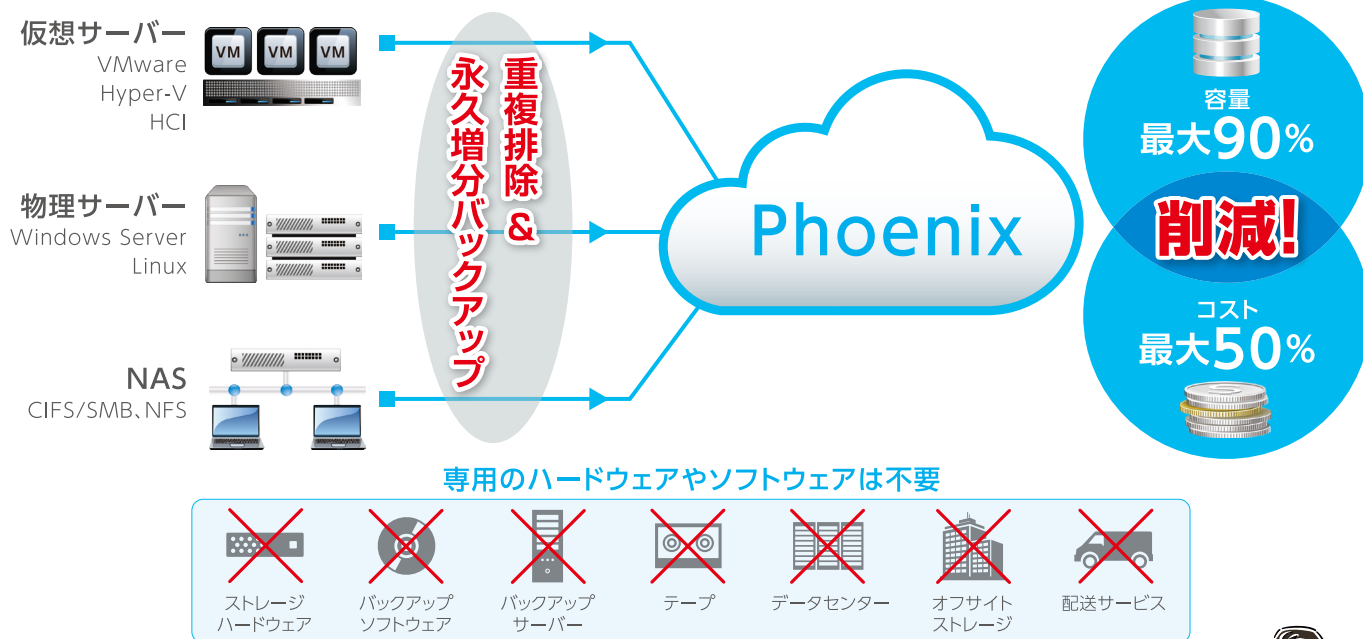 仮想サーバー
VMware
Hyper-V
HCI
VM VM VM
物理サーバー
Windows Server
Linux
NAS
CIFS/SMB、NFS
重複排除 &
永久増分バックアップ
Phoenix
容量
最大90%
削減!
コスト
最大50%
専用のハードウェアやソフトウェアは不要
ストレージ
ハードウェア
バックアップ
ソフトウェア
バックアップ
サーバー
テープ
データセンター
オフサイト
ストレージ
配送サービス